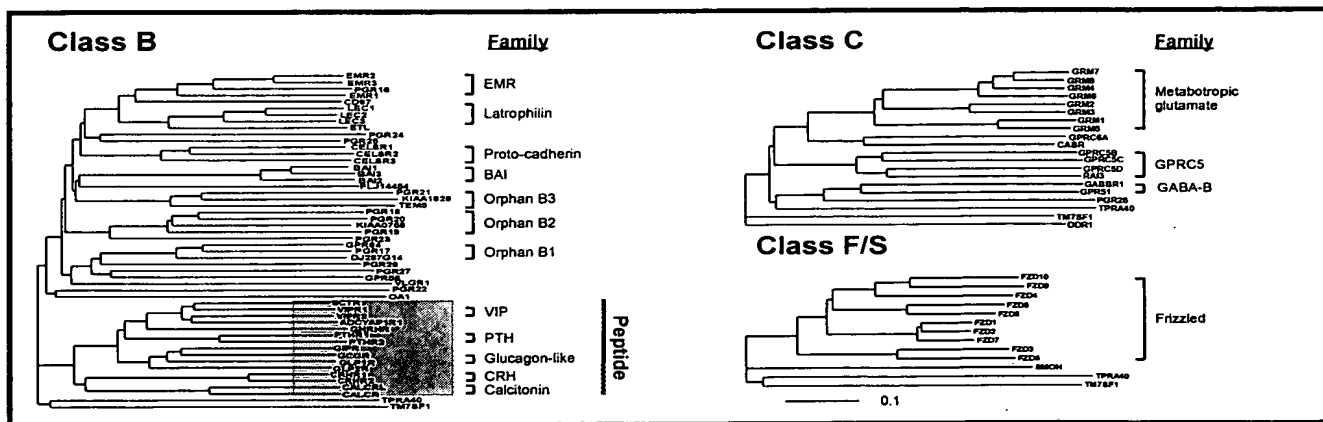 Class B
Family
EMR2
EMR3
PGR16
EMR1
CD97
LEC1
LEC2
LEC3
ETL
PGR24
PGR25
CELSR1
CELSR2
CELSR3
BAI1
BAI3
BAI2
FLJ14454
PGR21
KIAA1828
TEM5
PGR18
PGR20
KIAA0758
PGR19
PGR23
GPR64
PGR17
DJ287G14
PGR26
PGR27
GPR56
VLGR1
PGR22
OA1
SCTR
VIPR1
VIPR2
ADCYAP1R1
GHRHR
PTHR1
PTHR2
GIPR
GCGR
GLP1R
GLP2R
CRHR1
CRHR2
CALCRL
CALCR
TPRA40
TM7SF1
EMR
Latrophilin
Proto-cadherin
BAI
Orphan B3
Orphan B2
Orphan B1
VIP
PTH
Glucagon-like
CRH
Calcitonin
Peptide
Class C
Family
GRM7
GRM8
GRM4
GRM6
GRM2
GRM3
GRM1
GRM5
GPRC6A
CASR
GPRC5B
GPRC5C
GPRC5D
RAI3
GABBR1
GPR51
PGR28
TPRA40
TM7SF1
DDR1
Metabotropic
glutamate
GPRC5
GABA-B
Class F/S
FZD10
FZD9
FZD4
FZD5
FZD8
FZD1
FZD2
FZD7
FZD3
FZD6
SMOH
TPRA40
TM7SF1
Frizzled
0.1